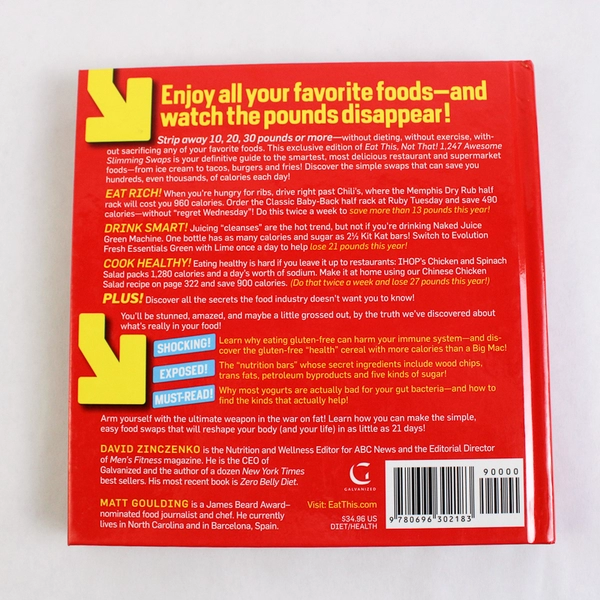 Enjoy all your favorite foods—and
watch the pounds disappear!
Strip away 10, 20, 30 pounds or more—without dieting, without exercise, with-
out sacrificing any of your favorite foods. This exclusive edition of Eat This, Not That! 1,247 Awesome
Slimming Swaps is your definitive guide to the smartest, most delicious restaurant and supermarket
foods—from ice cream to tacos, burgers and fries! Discover the simple swaps that can save you
hundreds, even thousands, of calories each day!
EAT RICH! When you're hungry for ribs, drive right past Chili's, where the Memphis Dry Rub half
rack will cost you 960 calories. Order the Classic Baby-Back half rack at Ruby Tuesday and save 490
calories—without "regret Wednesday"! Do this twice a week to save more than 13 pounds this year!
DRINK SMART! Juicing "cleanses" are the hot trend, but not if you're drinking Naked Juice
Green Machine. One bottle has as many calories and sugar as 2½ Kit Kat bars! Switch to Evolution
Fresh Essentials Green with Lime once a day to help lose 21 pounds this year!
COOK HEALTHY! Eating healthy is hard if you leave it up to restaurants: IHOP's Chicken and Spinach
Salad packs 1,280 calories and a day's worth of sodium. Make it at home using our Chinese Chicken
Salad recipe on page 322 and save 900 calories. (Do that twice a week and lose 27 pounds this year!)
PLUS! Discover all the secrets the food industry doesn't want you to know!
You'll be stunned, amazed, and maybe a little grossed out, by the truth we've discovered about
what's really in your food!
SHOCKING! Learn why eating gluten-free can harm your immune system—and dis-
cover the gluten-free "health" cereal with more calories than a Big Mac!
EXPOSED! The "nutrition bars" whose secret ingredients include wood chips,
trans fats, petroleum byproducts and five kinds of sugar!
MUST-READ! Why most yogurts are actually bad for your gut bacteria—and how to
find the kinds that actually help!
Arm yourself with the ultimate weapon in the war on fat! Learn how you can make the simple,
easy food swaps that will reshape your body (and your life) in as little as 21 days!
DAVID ZINCZENKO is the Nutrition and Wellness Editor for ABC News and the Editorial Director
of Men's Fitness magazine. He is the CEO of
Galvanized and the author of a dozen New York Times
best sellers. His most recent book is Zero Belly Diet.
MATT GOULDING is a James Beard Award–
nominated food journalist and chef. He currently
lives in North Carolina and in Barcelona, Spain.
GALVANIZED
Visit: EatThis.com
$34.96 US
DIET/HEALTH
90000
9 780696 302183